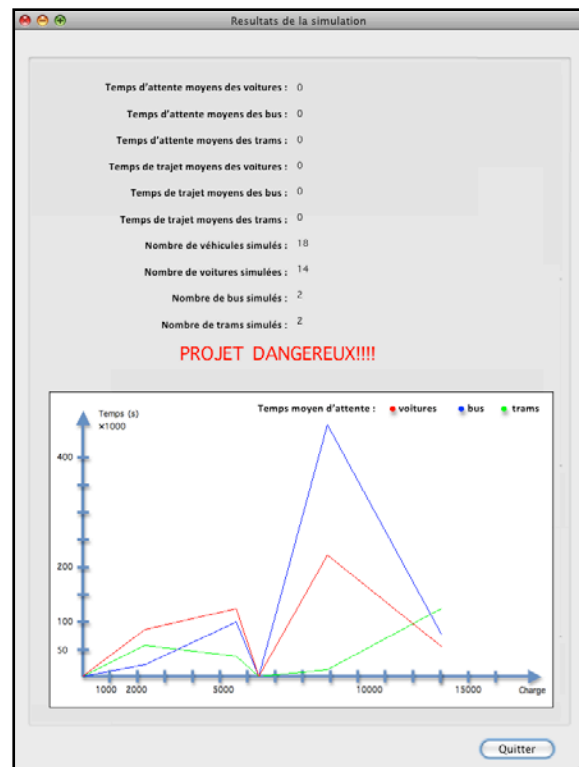 Resultats de la simulation
Temps d'attente moyens des voitures : 0
Temps d'attente moyens des bus : 0
Temps d'attente moyens des trams : 0
Temps de trajet moyens des voitures : 0
Temps de trajet moyens des bus : 0
Temps de trajet moyens des trams : 0
Nombre de véhicules simulés : 18
Nombre de voitures simulées : 14
Nombre de bus simulés : 2
Nombre de trams simulés : 2
PROJET DANGEREUX!!!!
Temps (s)
×1000
Temps moyen d'attente : voitures bus trams
400
200
100
50
1000 2000 5000 10000 15000 Charge
Quitter